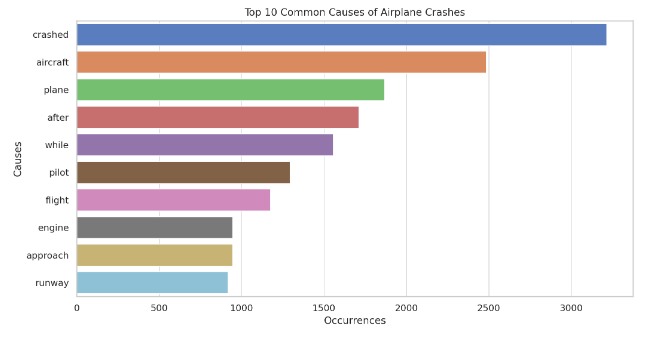 Top 10 Common Causes of Airplane Crashes
Causes
crashed
aircraft
plane
after
while
pilot
flight
engine
approach
runway
0 500 1000 1500 2000 2500 3000
Occurrences